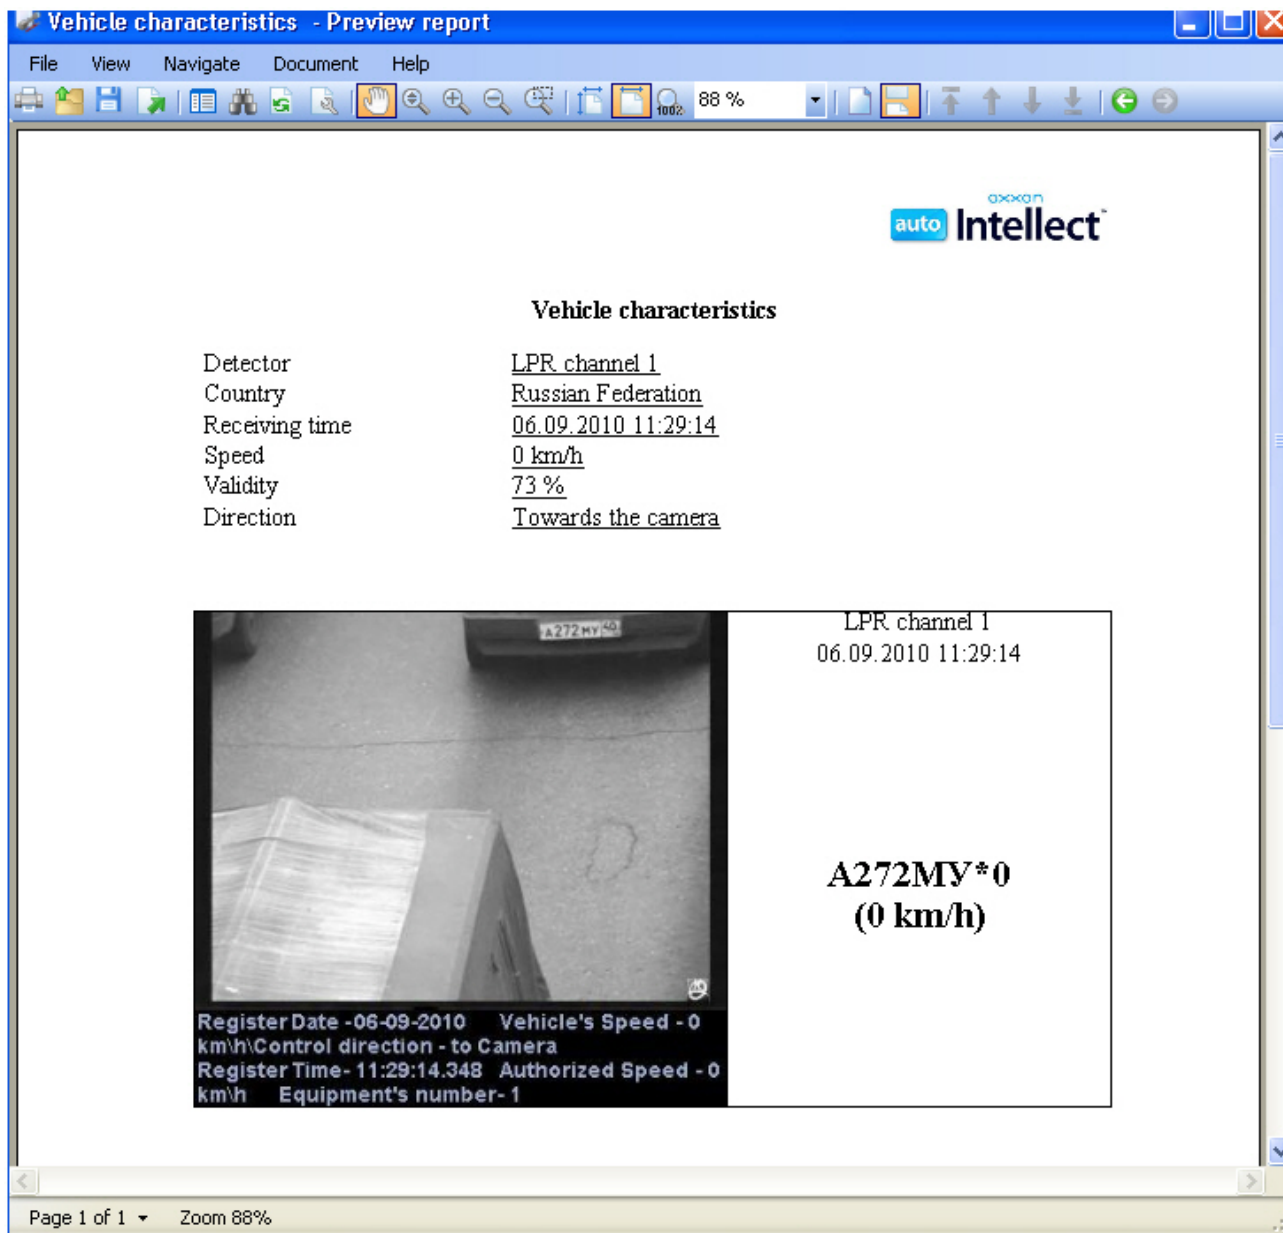 Vehicle characteristics - Preview report
File View Navigate Document Help
100%
88 %
axxon
auto Intellect™
Vehicle characteristics
Detector LPR channel 1
Country Russian Federation
Receiving time 06.09.2010 11:29:14
Speed 0 km/h
Validity 73 %
Direction Towards the camera
А272МУ
LPR channel 1
06.09.2010 11:29:14
А272МУ*0
(0 km/h)
Register Date -06-09-2010 Vehicle's Speed - 0
km\h\Control direction - to Camera
Register Time- 11:29:14.348 Authorized Speed - 0
km\h Equipment's number- 1
Page 1 of 1 Zoom 88%